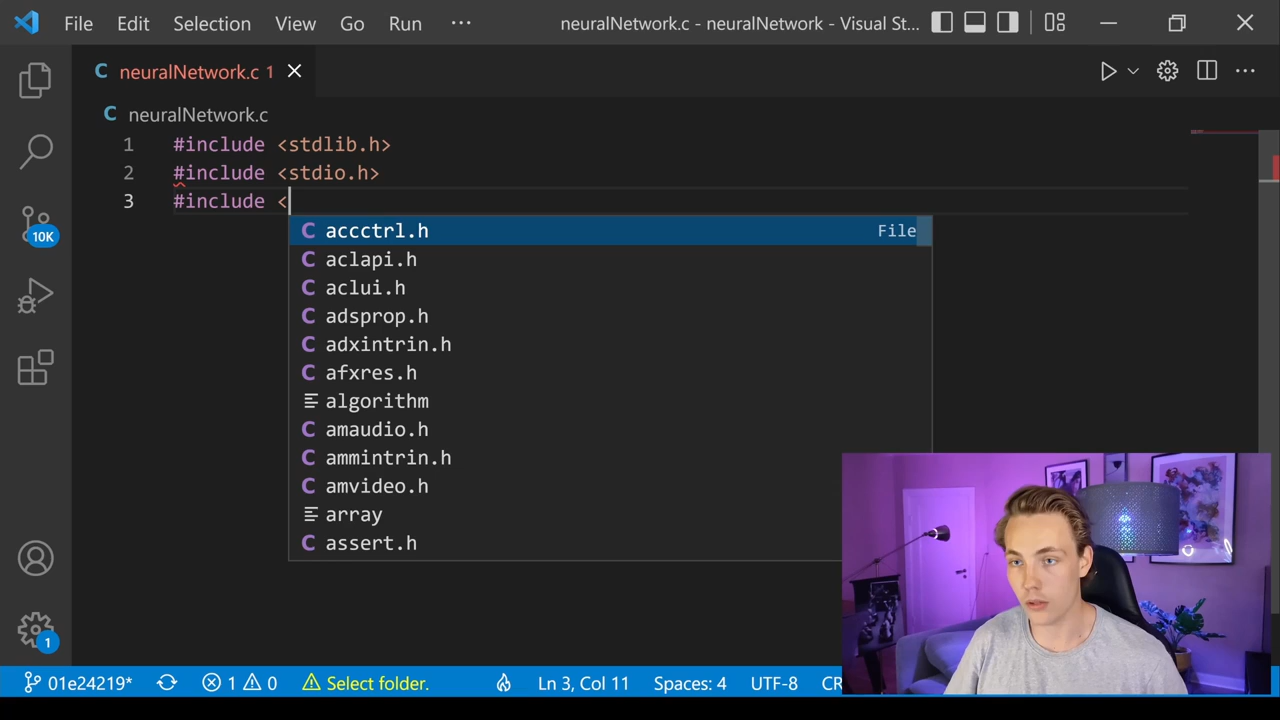 File Edit Selection View Go Run ··· neuralNetwork.c - neuralNetwork - Visual St...
C neuralNetwork.c 1
C neuralNetwork.c
1 #include <stdlib.h>
2 #include <stdio.h>
3 #include <
C accctrl.h File
C aclapi.h
C aclui.h
C adsprop.h
C adxintrin.h
C afxres.h
algorithm
C amaudio.h
C ammintrin.h
C amvideo.h
array
C assert.h
10K
1
01e24219* 1 0 Select folder. Ln 3, Col 11 Spaces: 4 UTF-8 CR